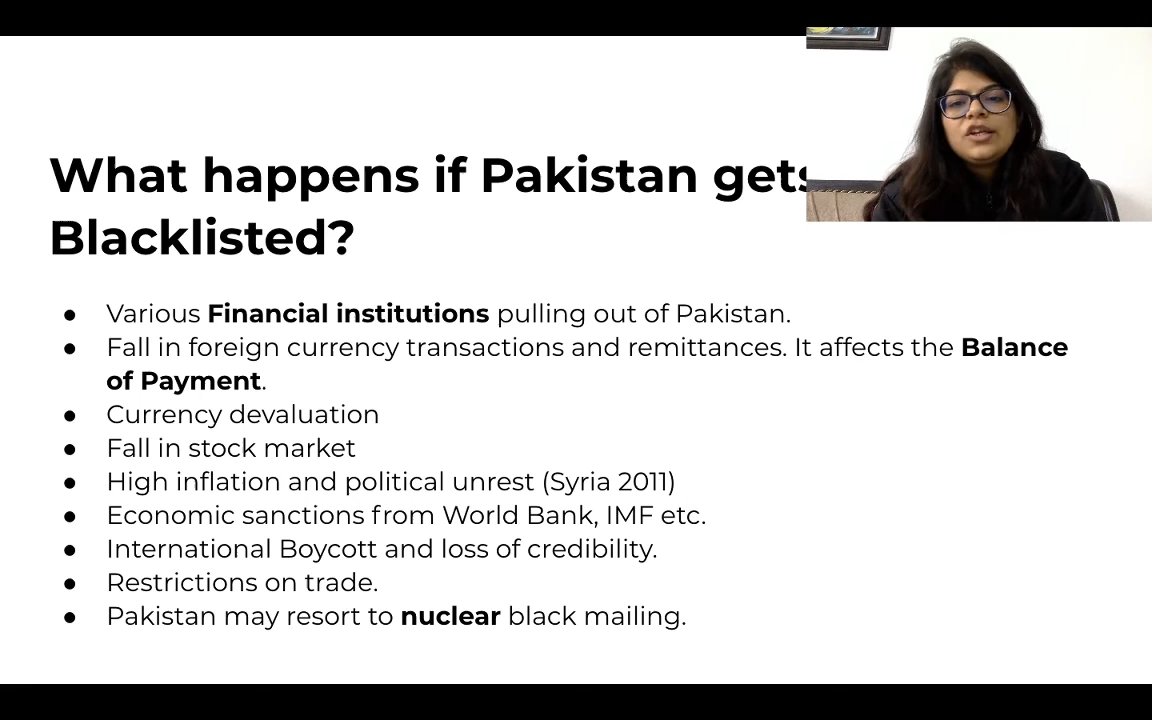 What happens if Pakistan gets
Blacklisted?
● Various Financial institutions pulling out of Pakistan.
● Fall in foreign currency transactions and remittances. It affects the Balance
of Payment.
● Currency devaluation
● Fall in stock market
● High inflation and political unrest (Syria 2011)
● Economic sanctions from World Bank, IMF etc.
● International Boycott and loss of credibility.
● Restrictions on trade.
● Pakistan may resort to nuclear black mailing.